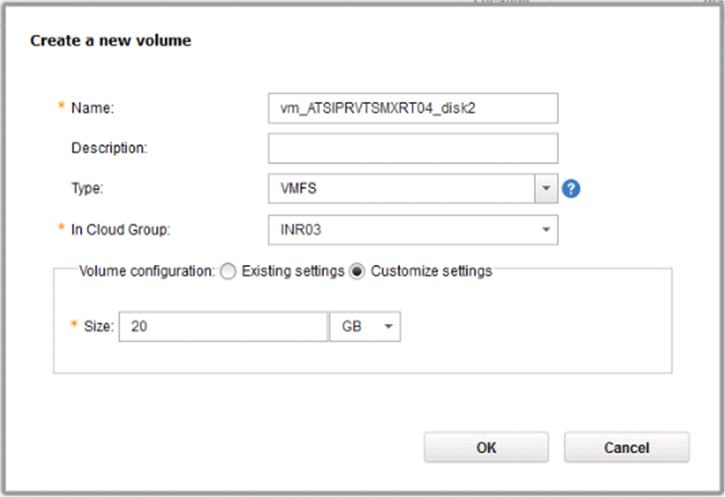 Create a new volume
* Name: vm_ATSIPRVTSMXRT04_disk2
Description:
Type: VMFS ?
* In Cloud Group: INR03
Volume configuration: Existing settings Customize settings
* Size: 20 GB
OK Cancel